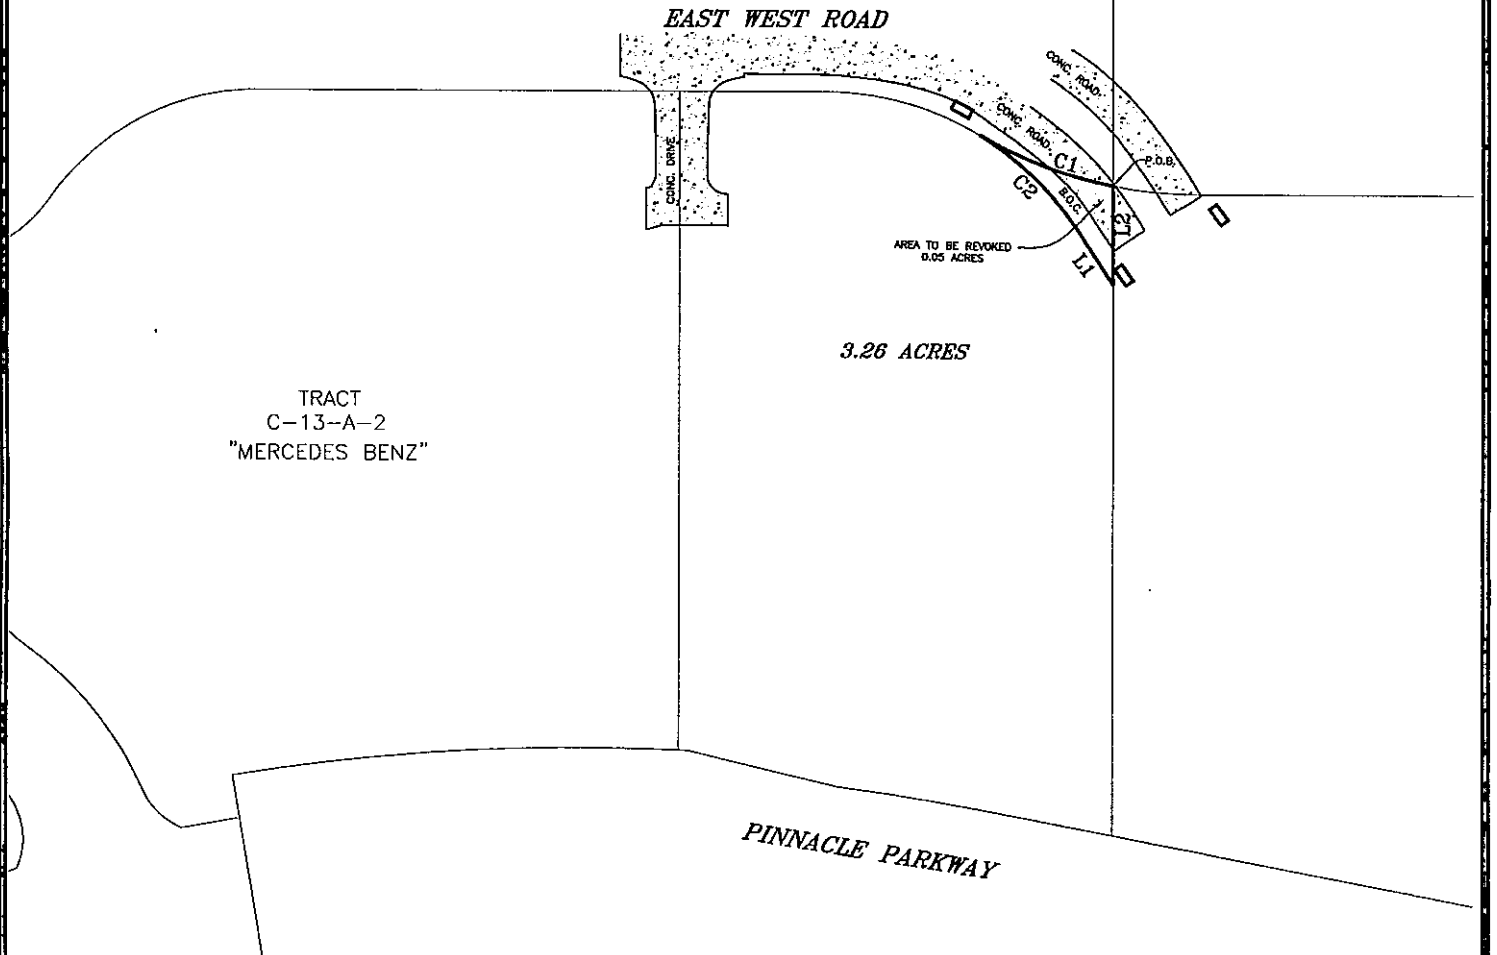 EAST WEST ROAD
CONC. ROAD
CONC. ROAD
CONC. DRIVE
C1
P.O.B.
C2
B.O.C.
L2
AREA TO BE REVOKED
0.05 ACRES
L1
3.26 ACRES
TRACT
C-13-A-2
"MERCEDES BENZ"
PINNACLE PARKWAY